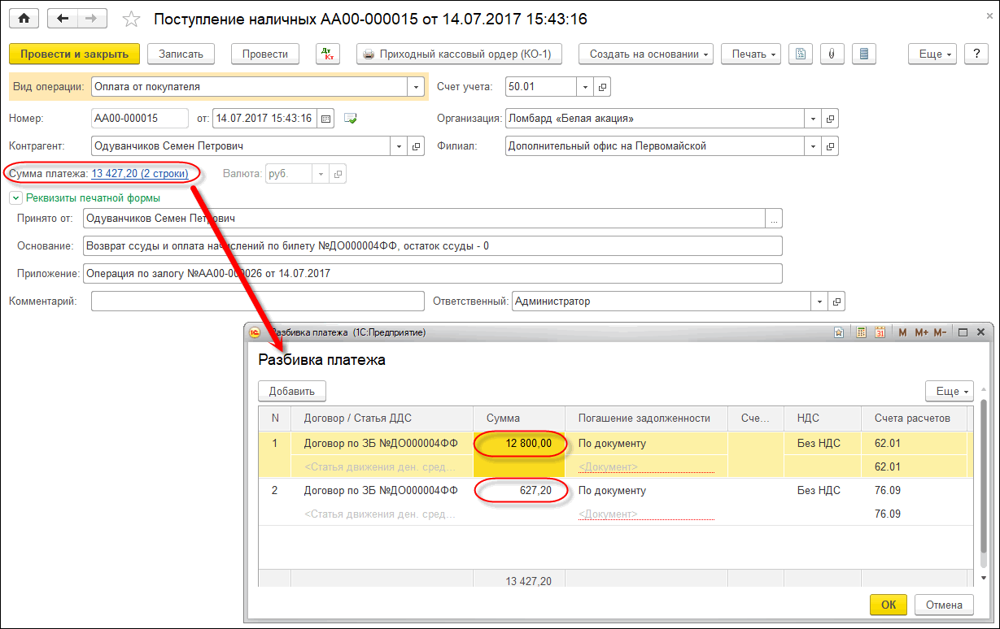 Поступление наличных АА00-000015 от 14.07.2017 15:43:16
Провести и закрыть Записать Провести Дт Кт Приходный кассовый ордер (КО-1) Создать на основании Печать Еще ?
Вид операции: Оплата от покупателя Счет учета: 50.01
Номер: АА00-000015 от: 14.07.2017 15:43:16 Организация: Ломбард «Белая акация»
Контрагент: Одуванчиков Семен Петрович Филиал: Дополнительный офис на Первомайской
Сумма платежа: 13 427,20 (2 строки) Валюта: руб.
Реквизиты печатной формы
Принято от: Одуванчиков Семен Петрович ...
Основание: Возврат ссуды и оплата начислений по билету №ДО000004ФФ, остаток ссуды - 0
Приложение: Операция по залогу №АА00-000026 от 14.07.2017
Комментарий: Ответственный: Администратор
1С Разбивка платежа (1С:Предприятие) 31 M M+ M-
Разбивка платежа
Добавить Еще
N Договор / Статья ДДС Сумма Погашение задолженности Сче... НДС Счета расчетов
1 Договор по ЗБ №ДО000004ФФ 12 800,00 По документу Без НДС 62.01
<Статья движения ден. сред... <Документ> 62.01
2 Договор по ЗБ №ДО000004ФФ 627,20 По документу Без НДС 76.09
<Статья движения ден. сред... <Документ> 76.09
13 427,20
ОК Отмена